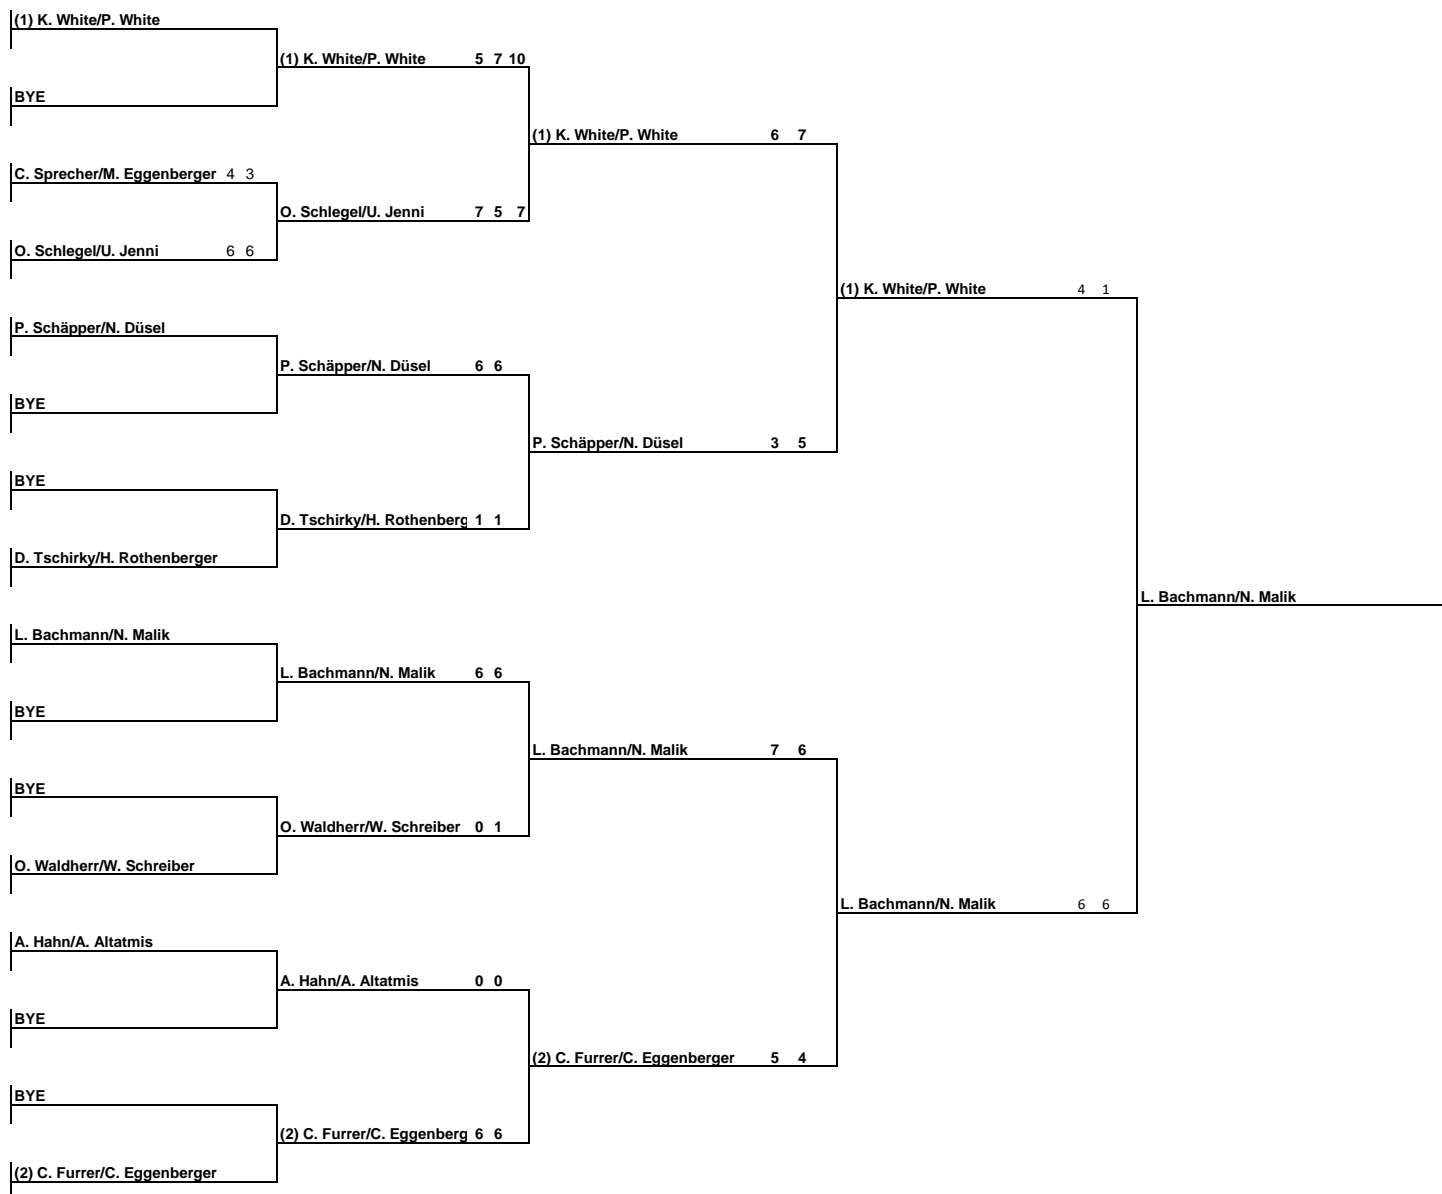 (1) K. White/P. White
(1) K. White/P. White 5 7 10
BYE
(1) K. White/P. White 6 7
C. Sprecher/M. Eggenberger 4 3
O. Schlegel/U. Jenni 7 5 7
O. Schlegel/U. Jenni 6 6
(1) K. White/P. White 4 1
P. Schäpper/N. Düsel
P. Schäpper/N. Düsel 6 6
BYE
P. Schäpper/N. Düsel 3 5
BYE
D. Tschirky/H. Rothenberg 1 1
D. Tschirky/H. Rothenberger
L. Bachmann/N. Malik
L. Bachmann/N. Malik
L. Bachmann/N. Malik 6 6
BYE
L. Bachmann/N. Malik 7 6
BYE
O. Waldherr/W. Schreiber 0 1
O. Waldherr/W. Schreiber
L. Bachmann/N. Malik 6 6
A. Hahn/A. Altatmis
A. Hahn/A. Altatmis 0 0
BYE
(2) C. Furrer/C. Eggenberger 5 4
BYE
(2) C. Furrer/C. Eggenberg 6 6
(2) C. Furrer/C. Eggenberger